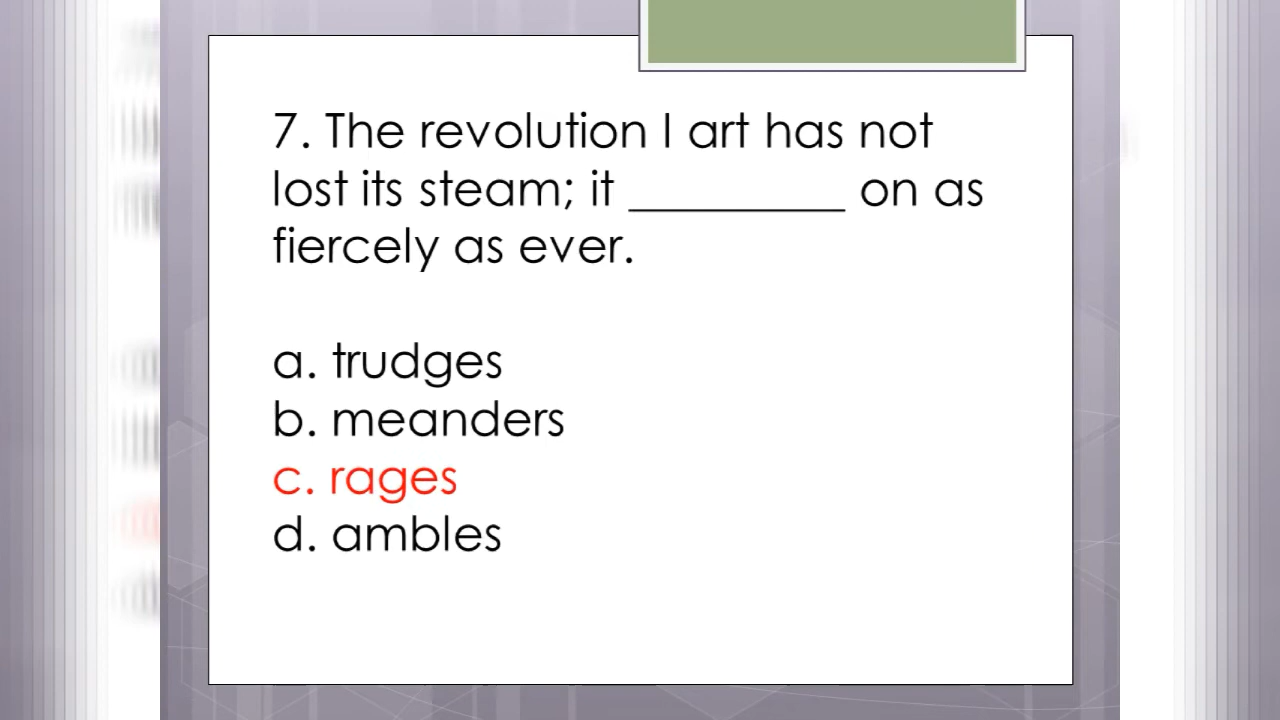 7. The revolution I art has not
lost its steam; it _________ on as
fiercely as ever.
a. trudges
b. meanders
c. rages
d. ambles